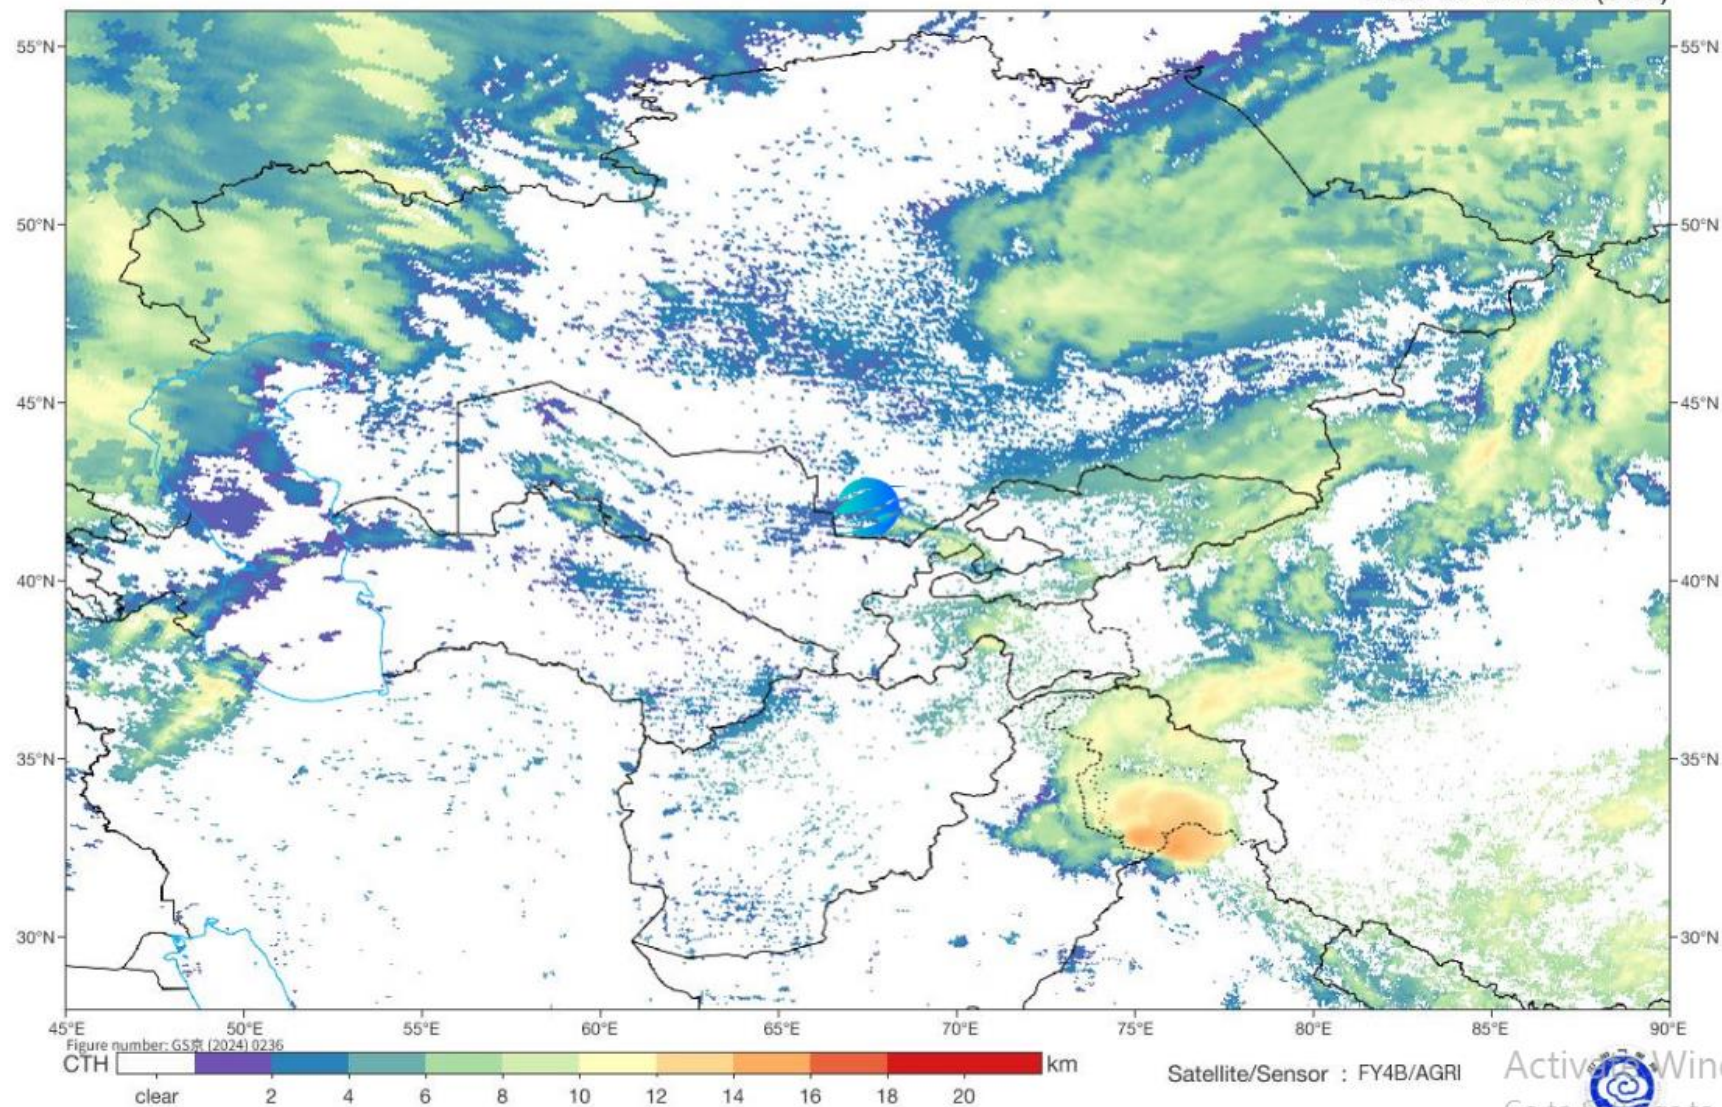 55°N 55°N
50°N 50°N
45°N 45°N
40°N 40°N
35°N 35°N
30°N 30°N
45°E 50°E 55°E 60°E 65°E 70°E 75°E 80°E 85°E 90°E
Figure number: GS京 (2024) 0236
CTH km
clear 2 4 6 8 10 12 14 16 18 20
Satellite/Sensor : FY4B/AGRI